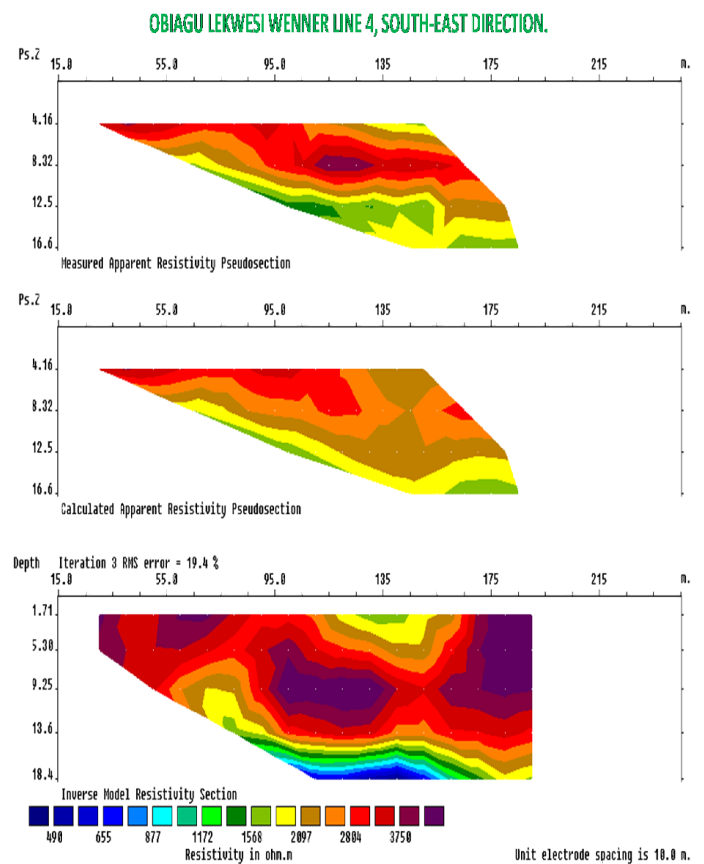 OBIAGU LEKWESI WENNER LINE 4, SOUTH-EAST DIRECTION.
Ps.Z 15.0 55.0 95.0 135 175 215 m.
4.16
8.32
12.5
16.6
Measured Apparent Resistivity Pseudosection
Ps.Z 15.0 55.0 95.0 135 175 215 m.
4.16
8.32
12.5
16.6
Calculated Apparent Resistivity Pseudosection
Depth Iteration 3 RMS error = 19.4 %
15.0 55.0 95.0 135 175 215 m.
1.71
5.30
9.25
13.6
18.4
Inverse Model Resistivity Section
490 655 877 1172 1568 2097 2804 3750
Resistivity in ohm.m Unit electrode spacing is 10.0 m.